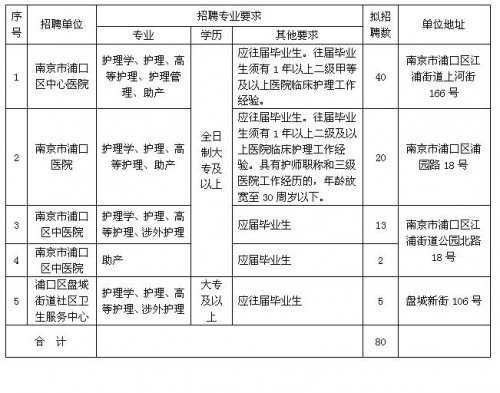 序号
招聘单位
招聘专业要求
专业
学历
其他要求
拟招聘数
单位地址
1
南京市浦口
区中心医院
护理学、护理、高
等护理、护理管
理、助产
全日
制大
专及
以上
应往届毕业生。往届毕业
生须有 1 年以上二级甲等
及以上医院临床护理工作
经验。
40
南京市浦口区江
浦街道上河街
166 号
2
南京市浦口
医院
护理学、护理、高
等护理、助产
应往届毕业生。往届毕业
生须有 1 年以上二级及以
上医院临床护理工作经
验。具有护师职称和三级
医院工作经历的，年龄放
宽至 30 周岁以下。
20
南京市浦口区浦
园路 18 号
3
南京市浦口
区中医院
护理学、护理、高
等护理、涉外护理
应届毕业生
13
南京市浦口区江
浦街道公园北路
18 号
4
南京市浦口
区中医院
助产
应届毕业生
2
5
浦口区盘城
街道社区卫
生服务中心
护理学、护理、高
等护理、涉外护理
大专
及以
上
应往届毕业生
5
盘城新街 106 号
合 计
80